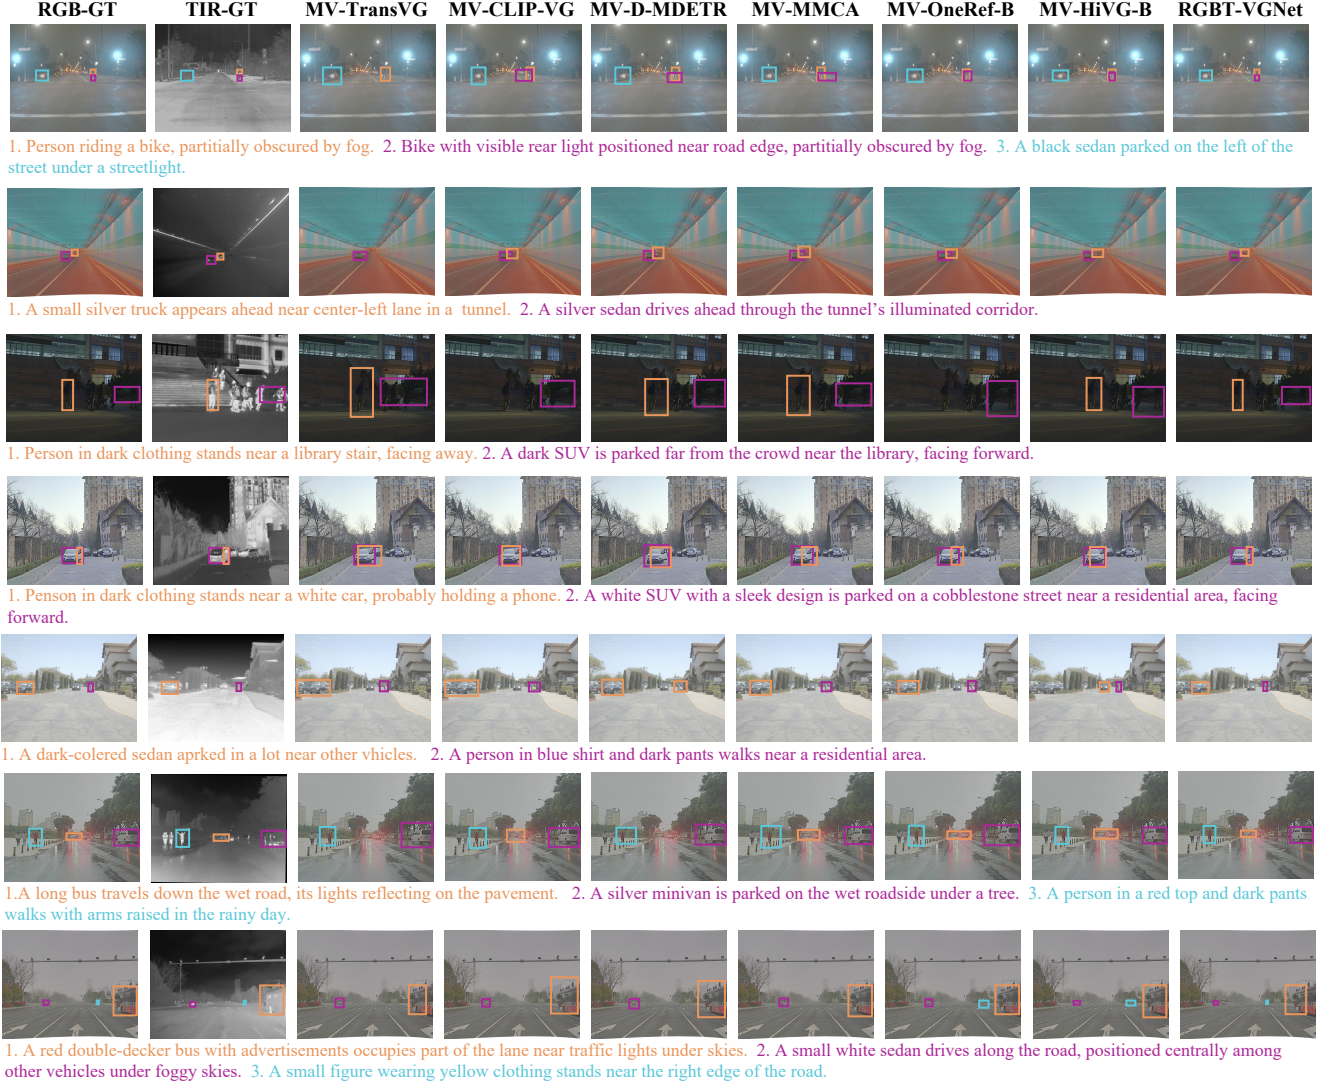 RGB-GT TIR-GT MV-TransVG MV-CLIP-VG MV-D-MDETR MV-MMCA MV-OneRef-B MV-HiVG-B RGBT-VGNet
1. Person riding a bike, partitially obscured by fog. 2. Bike with visible rear light positioned near road edge, partitially obscured by fog. 3. A black sedan parked on the left of the
street under a streetlight.
1. A small silver truck appears ahead near center-left lane in a tunnel. 2. A silver sedan drives ahead through the tunnel's illuminated corridor.
1. Person in dark clothing stands near a library stair, facing away. 2. A dark SUV is parked far from the crowd near the library, facing forward.
1. Penson in dark clothing stands near a white car, probably holding a phone. 2. A white SUV with a sleek design is parked on a cobblestone street near a residential area, facing
forward.
1. A dark-colered sedan aprked in a lot near other vhicles. 2. A person in blue shirt and dark pants walks near a residential area.
1.A long bus travels down the wet road, its lights reflecting on the pavement. 2. A silver minivan is parked on the wet roadside under a tree. 3. A person in a red top and dark pants
walks with arms raised in the rainy day.
1. A red double-decker bus with advertisements occupies part of the lane near traffic lights under skies. 2. A small white sedan drives along the road, positioned centrally among
other vehicles under foggy skies. 3. A small figure wearing yellow clothing stands near the right edge of the road.